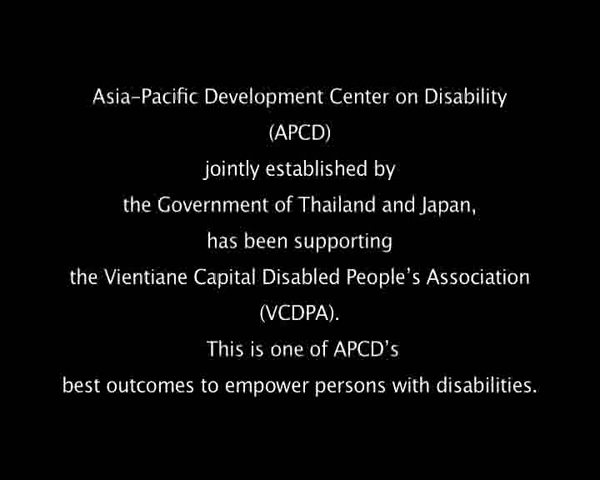 Asia-Pacific Development Center on Disability
(APCD)
jointly established by
the Government of Thailand and Japan,
has been supporting
the Vientiane Capital Disabled People's Association
(VCDPA).
This is one of APCD's
best outcomes to empower persons with disabilities.